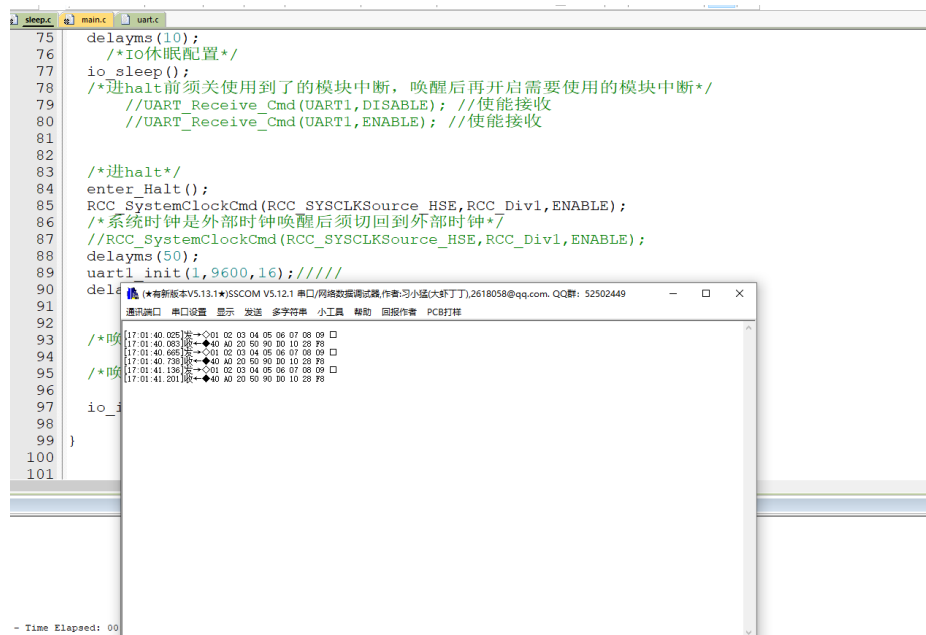 sleep.c main.c uart.c
75 delayms(10);
76 /*IO休眠配置*/
77 io_sleep();
78 /*进halt前须关使用到了的模块中断，唤醒后再开启需要使用的模块中断*/
79 //UART_Receive_Cmd(UART1,DISABLE); //使能接收
80 //UART_Receive_Cmd(UART1,ENABLE); //使能接收
81
82
83 /*进halt*/
84 enter_Halt();
85 RCC_SystemClockCmd(RCC_SYSCLKSource_HSE,RCC_Div1,ENABLE);
86 /*系统时钟是外部时钟唤醒后须切回到外部时钟*/
87 //RCC_SystemClockCmd(RCC_SYSCLKSource_HSE,RCC_Div1,ENABLE);
88 delayms(50);
89 uart1_init(1,9600,16);/////
90 dela
91
92
93 /*唤
94
95 /*唤
96
97 io_i
98
99 }
100
101
(★有新版本V5.13.1★)SSCOM V5.12.1 串口/网络数据调试器,作者:习小猛(大虾丁丁),2618058@qq.com. QQ群：52502449
通讯端口 串口设置 显示 发送 多字符串 小工具 帮助 回报作者 PCB打样
[17:01:40.025]发→◇01 02 03 04 05 06 07 08 09 □
[17:01:40.083]收←◆40 A0 20 50 90 D0 10 28 F8
[17:01:40.665]发→◇01 02 03 04 05 06 07 08 09 □
[17:01:40.738]收←◆40 A0 20 50 90 D0 10 28 F8
[17:01:41.136]发→◇01 02 03 04 05 06 07 08 09 □
[17:01:41.201]收←◆40 A0 20 50 90 D0 10 28 F8
- Time Elapsed: 00